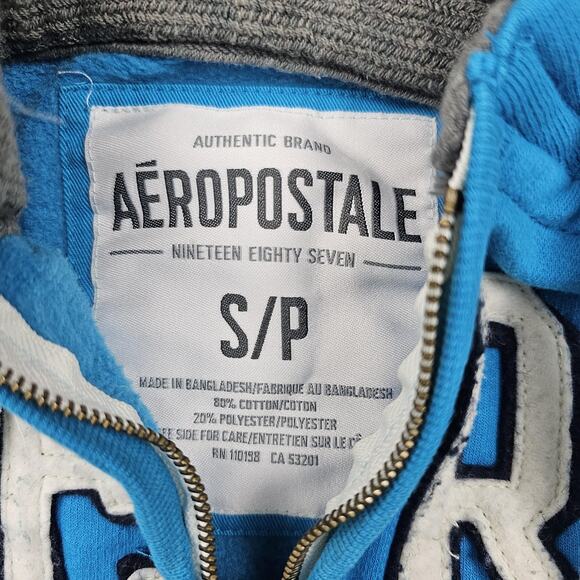 AUTHENTIC BRAND
AÉROPOSTALE
NINETEEN EIGHTY SEVEN
S/P
MADE IN BANGLADESH/FABRIQUE AU BANGLADESH
80% COTTON/COTON
20% POLYESTER/POLYESTER
SIDE FOR CARE/ENTRETIEN SUR LE
RN 110198 CA 53201
R